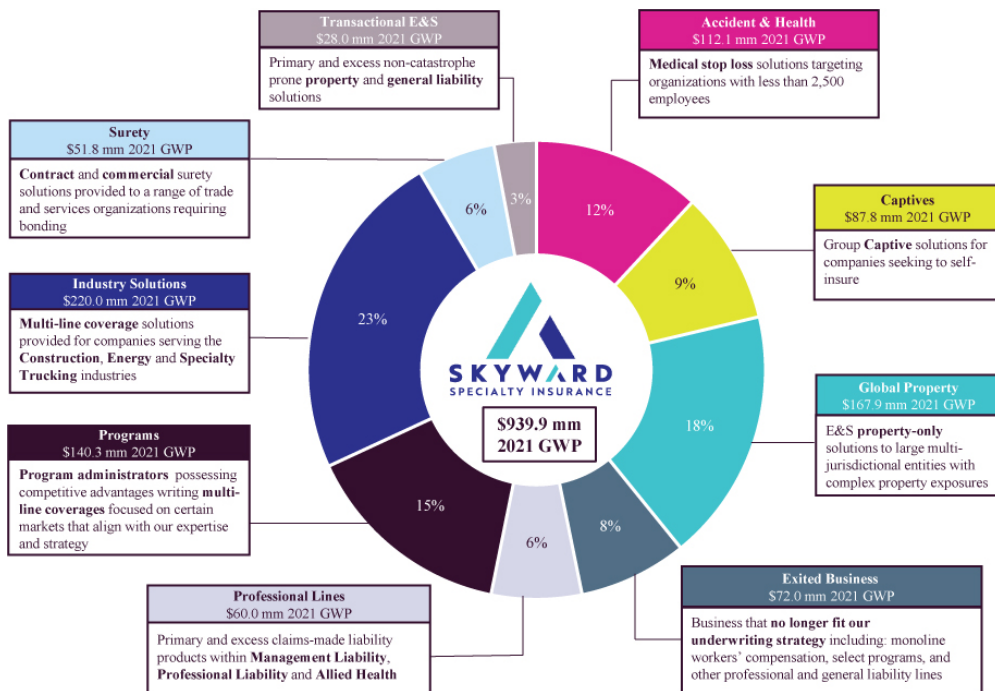 Transactional E&S
$28.0 mm 2021 GWP
Primary and excess non-catastrophe
prone property and general liability
solutions
Accident & Health
$112.1 mm 2021 GWP
Medical stop loss solutions targeting
organizations with less than 2,500
employees
Surety
$51.8 mm 2021 GWP
Contract and commercial surety
solutions provided to a range of trade
and services organizations requiring
bonding
Captives
$87.8 mm 2021 GWP
Group Captive solutions for
companies seeking to self-
insure
Industry Solutions
$220.0 mm 2021 GWP
Multi-line coverage solutions
provided for companies serving the
Construction, Energy and Specialty
Trucking industries
Global Property
$167.9 mm 2021 GWP
E&S property-only
solutions to large multi-
jurisdictional entities with
complex property exposures
Programs
$140.3 mm 2021 GWP
Program administrators possessing
competitive advantages writing multi-
line coverages focused on certain
markets that align with our expertise
and strategy
Professional Lines
$60.0 mm 2021 GWP
Primary and excess claims-made liability
products within Management Liability,
Professional Liability and Allied Health
Exited Business
$72.0 mm 2021 GWP
Business that no longer fit our
underwriting strategy including: monoline
workers' compensation, select programs, and
other professional and general liability lines
3%
12%
6%
9%
23%
18%
15%
8%
6%
SKYWARD
SPECIALTY INSURANCE
$939.9 mm
2021 GWP